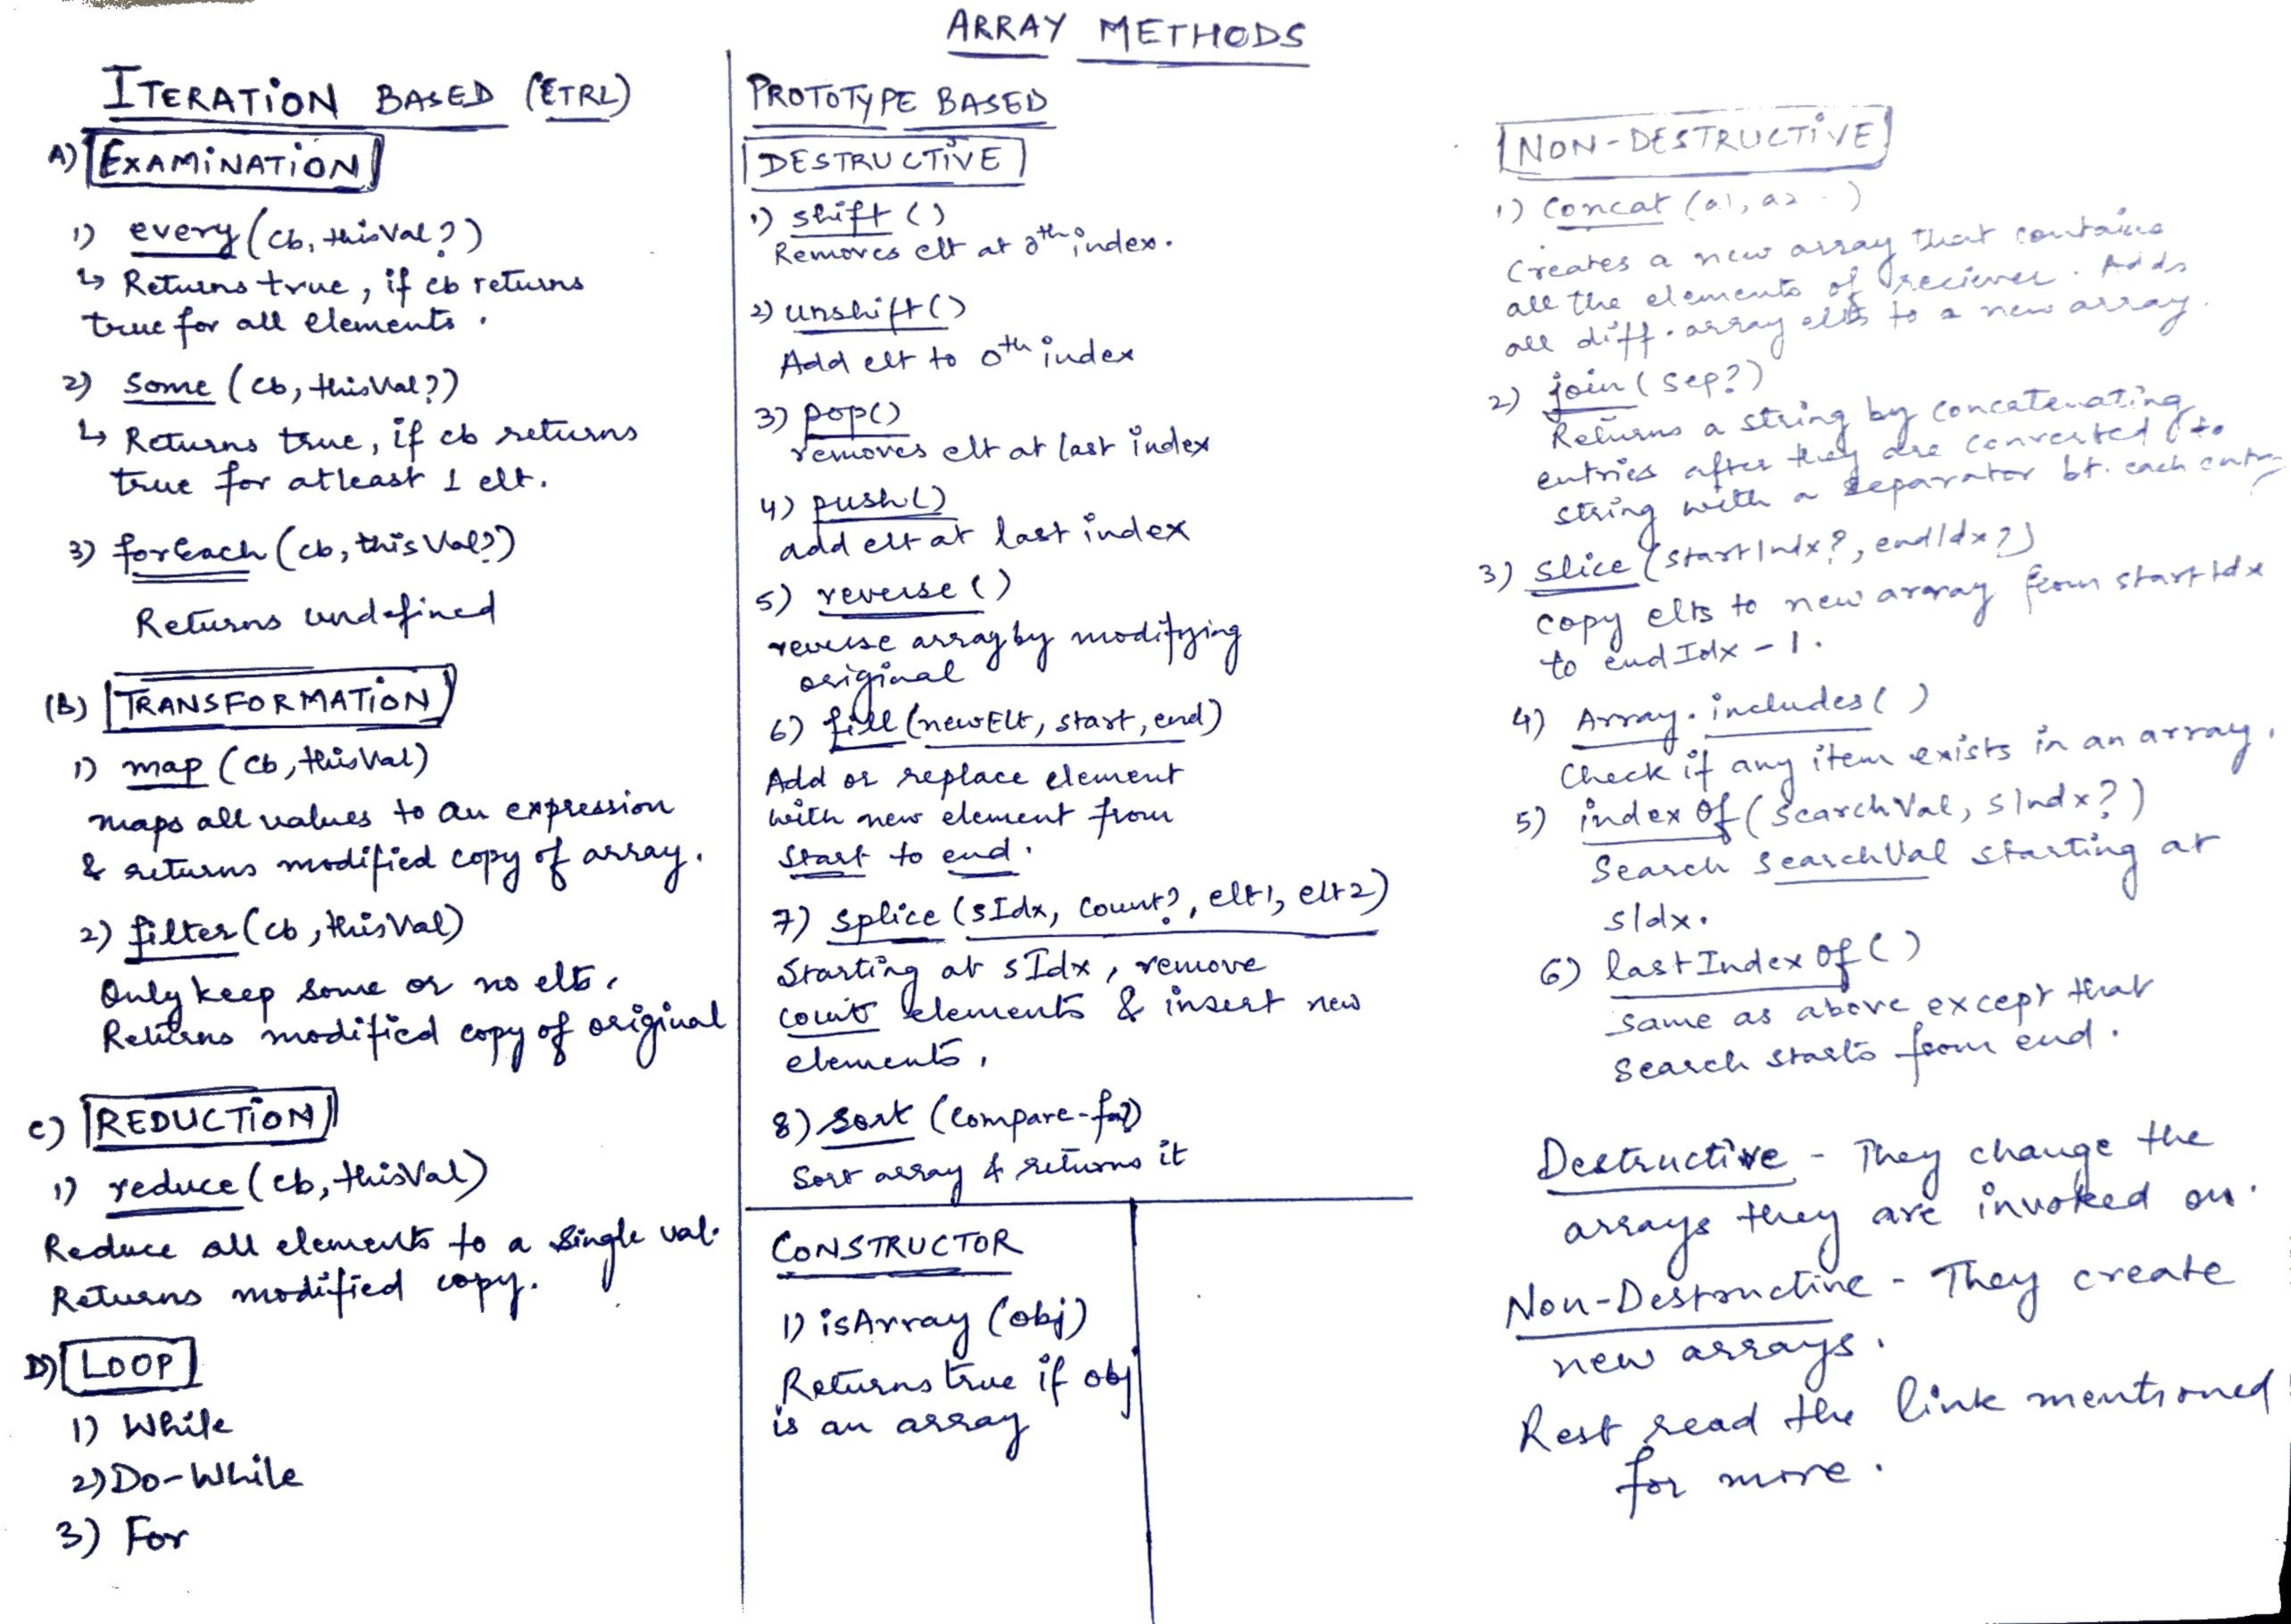 ARRAY METHODS
ITERATION BASED (ETRL)
A) EXAMINATION
1) every (cb, thisVal?)
↳ Returns true, if cb returns
true for all elements.
2) some (cb, thisVal?)
↳ Returns true, if cb returns
true for atleast 1 elt.
3) forEach (cb, thisVal?)
Returns undefined
(B) TRANSFORMATION
1) map (cb, thisVal)
maps all values to an expression
& returns modified copy of array.
2) filter (cb, thisVal)
Only keep some or no elts.
Returns modified copy of original
C) REDUCTION
1) reduce (cb, thisVal)
Reduce all elements to a single val.
Returns modified copy.
D) LOOP
1) While
2) Do-While
3) For
PROTOTYPE BASED
DESTRUCTIVE
1) shift ()
Removes elt at 0th index.
2) unshift ()
Add elt to 0th index
3) pop()
removes elt at last index
4) push()
add elt at last index
5) reverse ()
reverse array by modifying
original
6) fill (newElt, start, end)
Add or replace element
with new element from
start to end.
7) splice (sIdx, count?, elt1, elt2)
Starting at sIdx, remove
count elements & insert new
elements.
8) sort (compare-fn?)
Sort array & returns it
CONSTRUCTOR
1) isArray (obj)
Returns true if obj
is an array
NON-DESTRUCTIVE
1) concat (a1, a2 ..)
Creates a new array that contains
all the elements of reciever. Adds
all diff. array elts to a new array.
2) join (sep?)
Returns a string by concatenating
entries after they are converted to
string with a separator bt. each entry
3) slice (startIndx?, endIdx?)
copy elts to new array from startIdx
to endIdx - 1.
4) Array.includes ()
Check if any item exists in an array.
5) indexOf (searchVal, sIndx?)
Search searchVal starting at
sIdx.
6) lastIndexOf ()
Same as above except that
search starts from end.
Destructive - They change the
arrays they are invoked on.
Non-Destructive - They create
new arrays.
Rest read the link mentioned
for more.